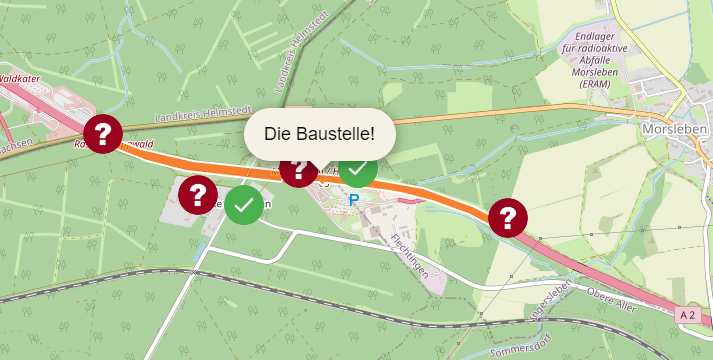 Endlager
für radioaktive
Abfälle
Morsleben
(ERAM)
Landkreis Helmstedt
Waldkater
Landkreis Helmstedt
Morsleben
Die Baustelle!
?
?
?
P
?
Flechtingen
Obere Aller
A 2
Sommersdorf